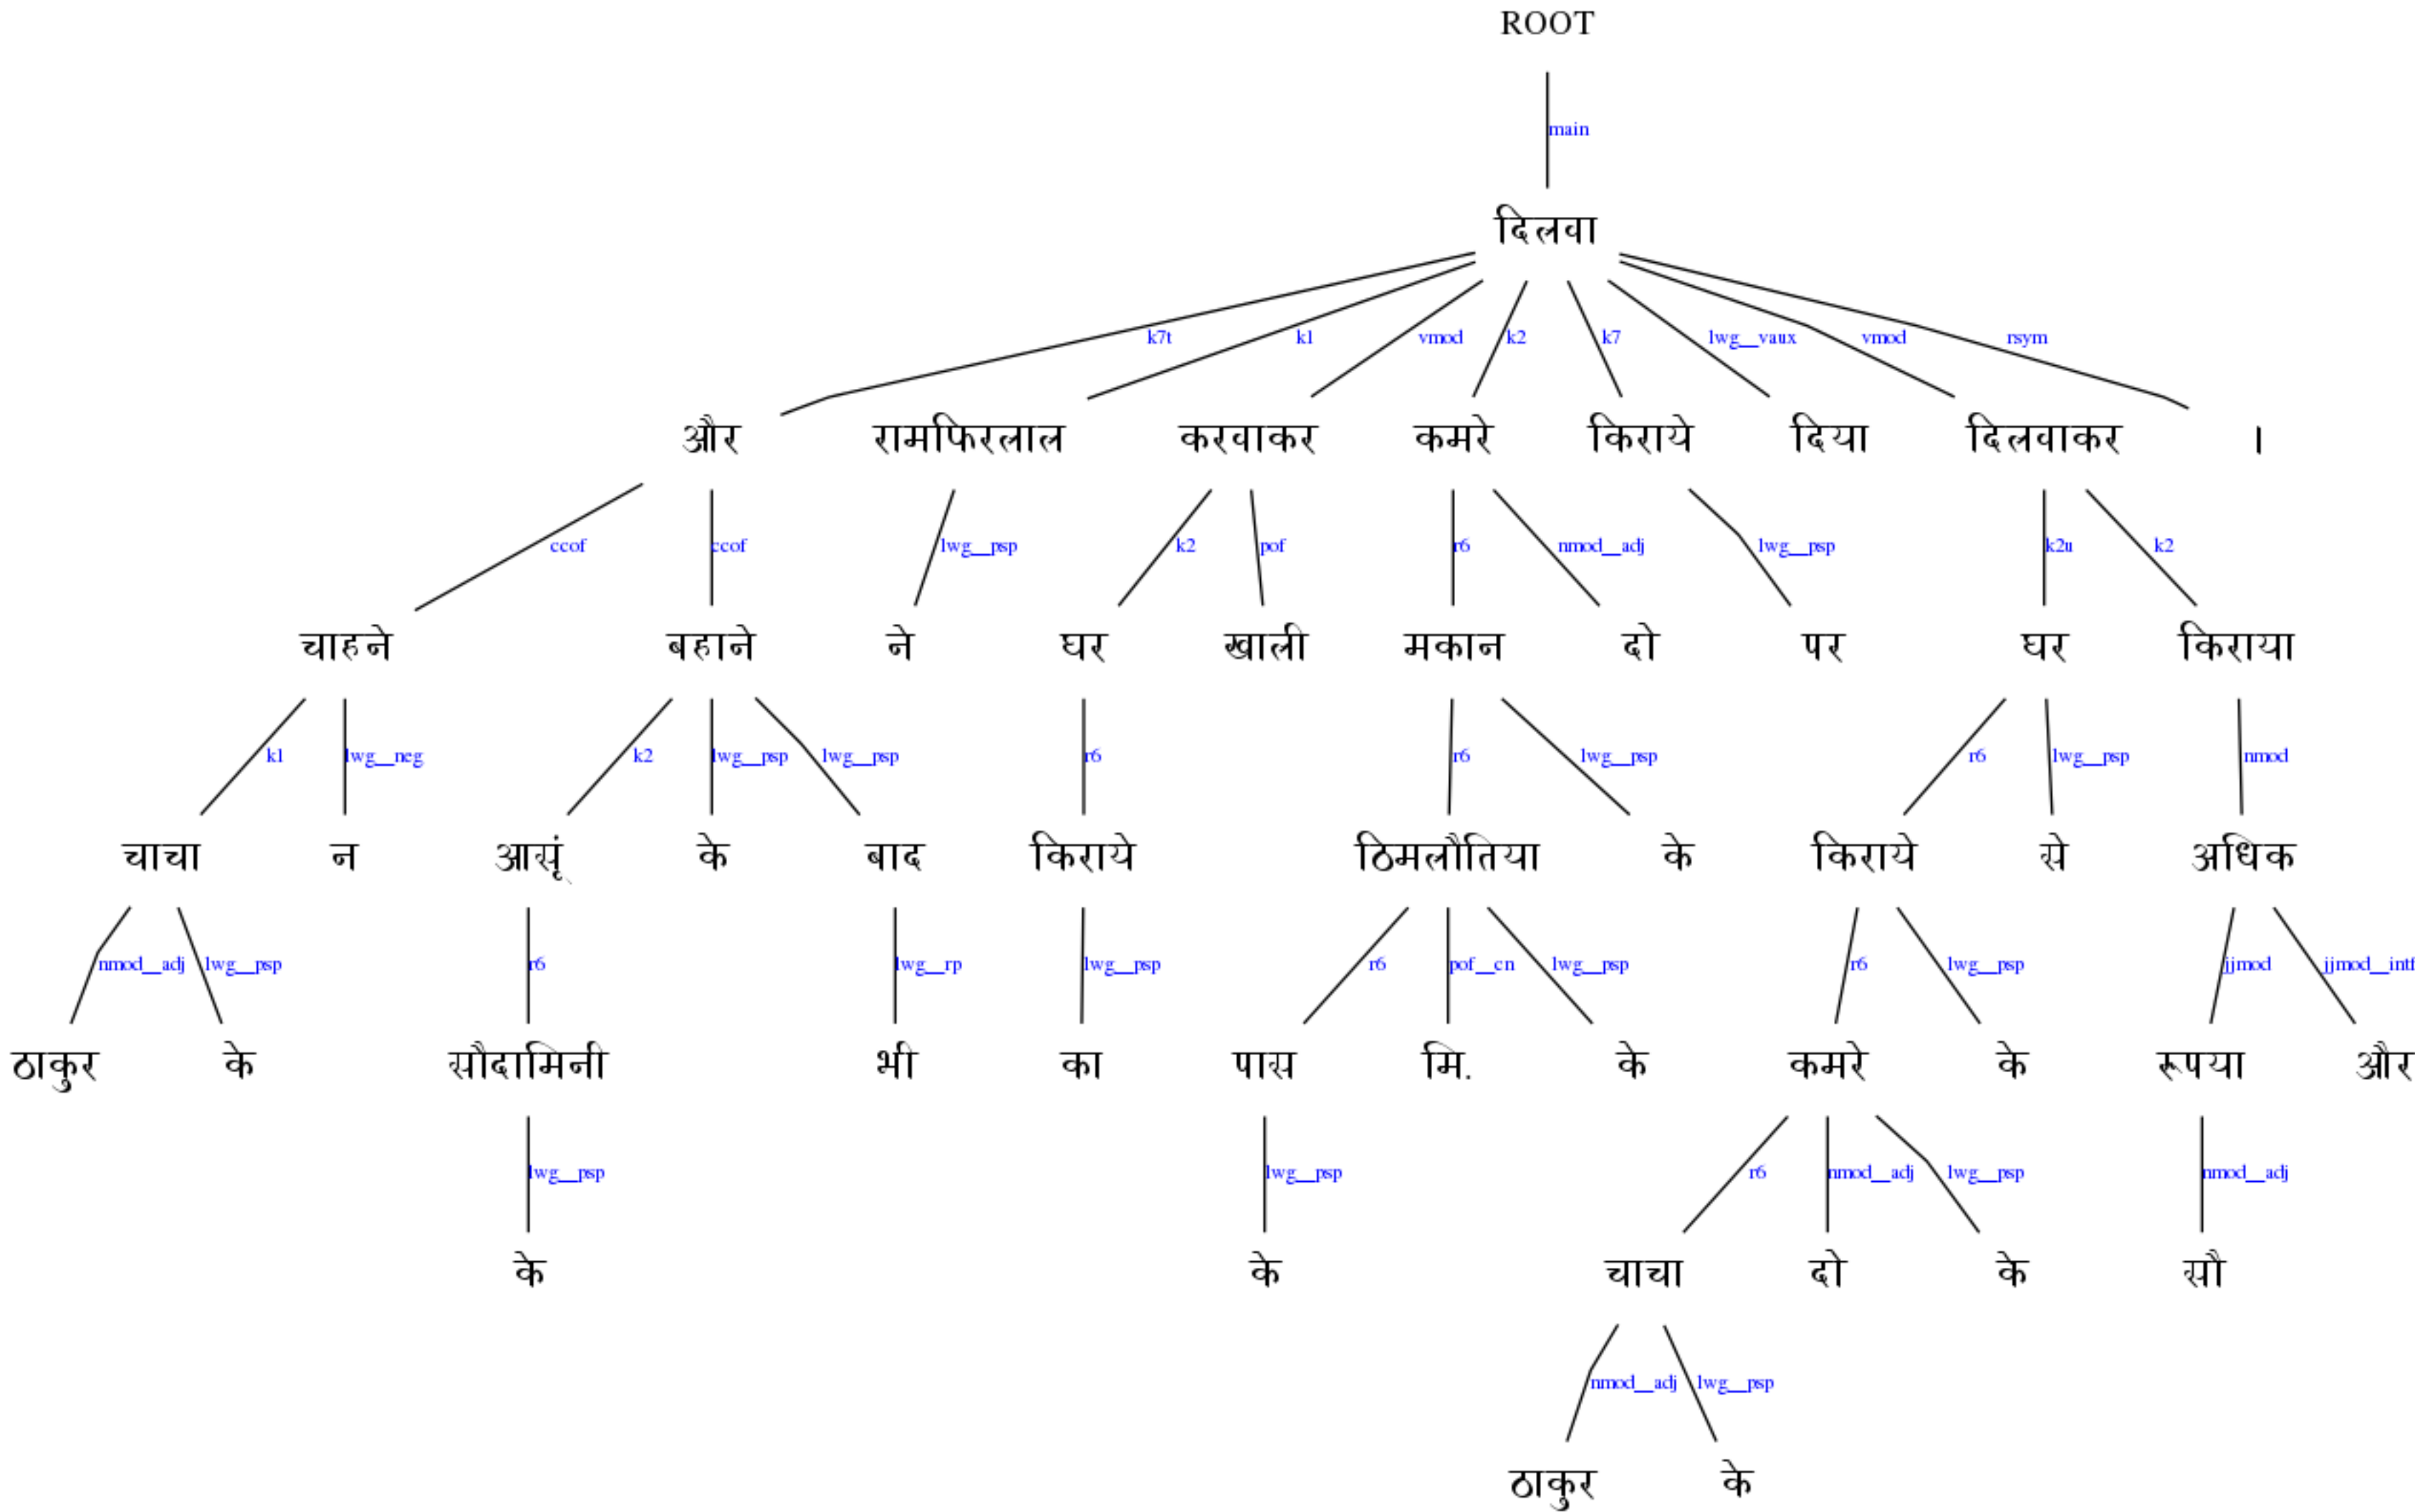 ROOT
main
दिलवा
k7t k1 vmod k2 k7 lwg__vaux vmod rsym
और रामफिरलाल करवाकर कमरे किराये दिया दिलवाकर ।
ccof ccof lwg__psp k2 pof r6 nmod__adj lwg__psp k2u k2
चाहने बहाने ने घर खाली मकान दो पर घर किराया
k1 lwg__neg k2 lwg__psp lwg__psp r6 r6 lwg__psp r6 lwg__psp nmod
चाचा न आसूं के बाद किराये ठिमलौतिया के किराये से अधिक
nmod__adj lwg__psp r6 lwg__rp lwg__psp r6 pof__cn lwg__psp r6 lwg__psp jjmod jjmod__intf
ठाकुर के सौदामिनी भी का पास मि. के कमरे के रूपया और
lwg__psp lwg__psp r6 nmod__adj lwg__psp nmod__adj
के के चाचा दो के सौ
nmod__adj lwg__psp
ठाकुर के